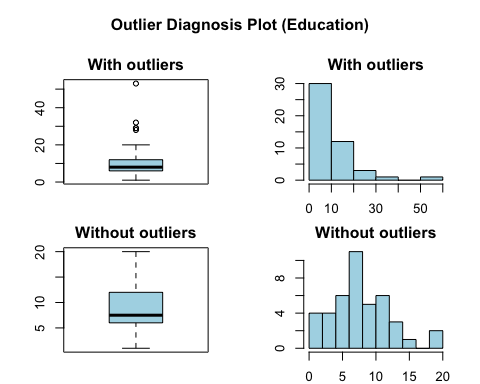 Outlier Diagnosis Plot (Education)
With outliers
0 20 40
With outliers
0 10 20 30
0 10 30 50
Without outliers
5 10 20
Without outliers
0 4 8
0 5 10 15 20